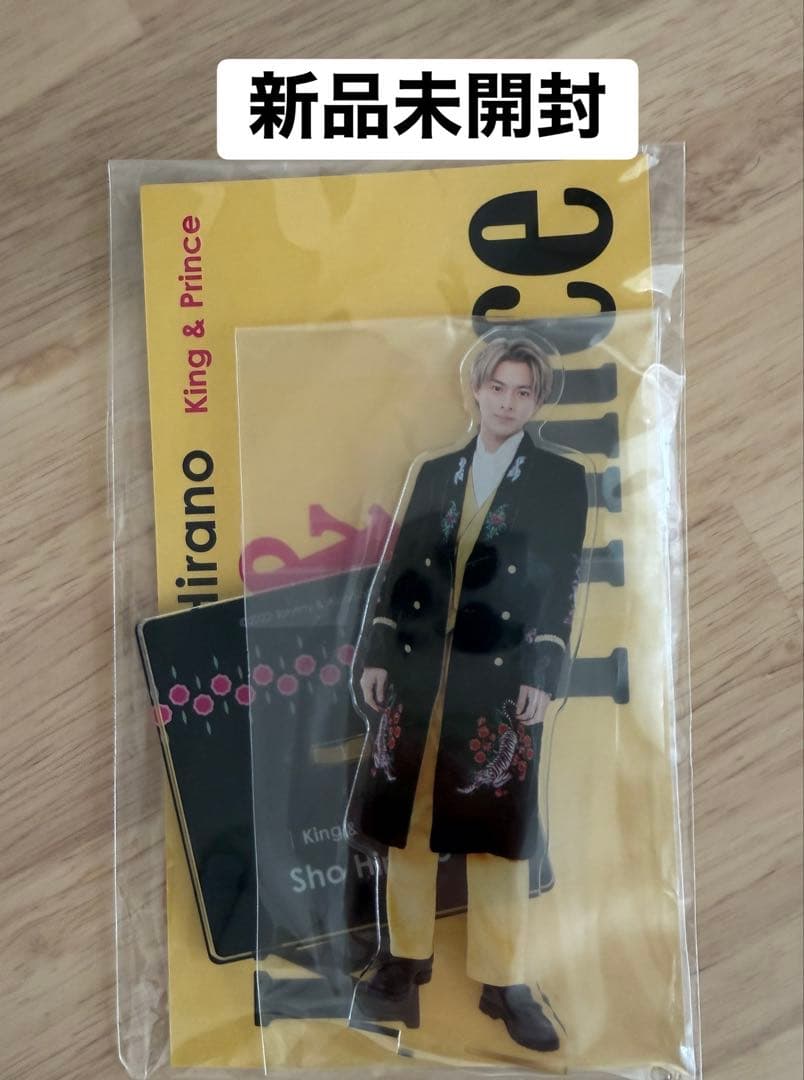 新品未開封
King & Prince
Hirano
Prince
&
King &
Sho Hi